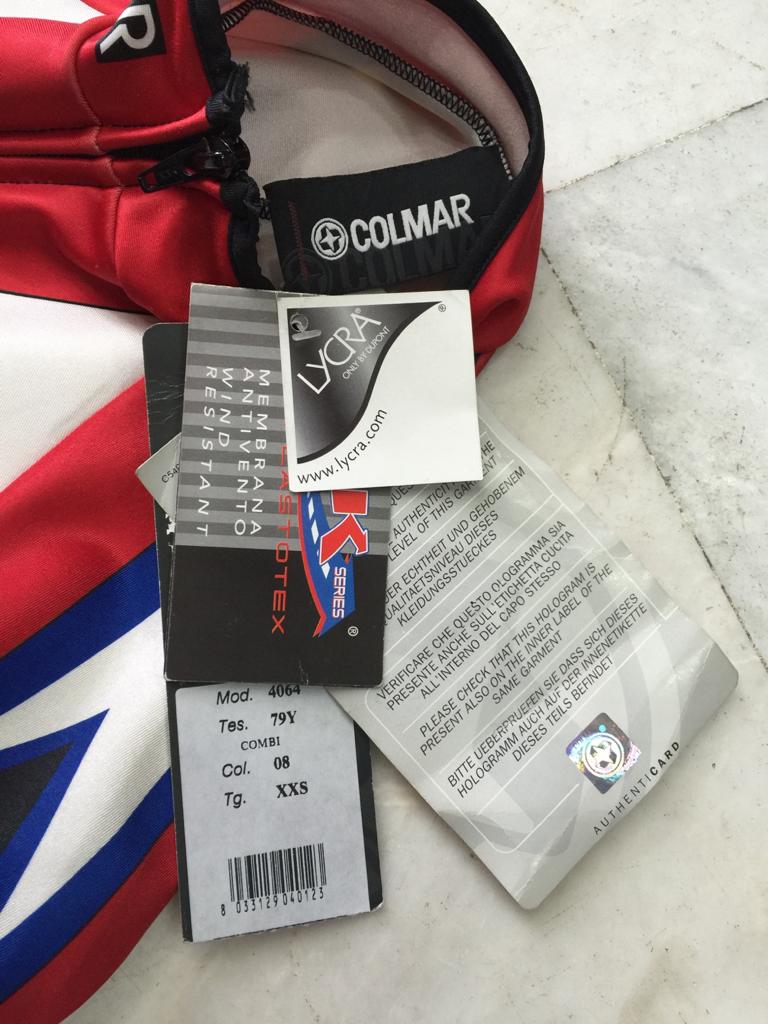 R
COLMAR
COLMA
LYCRA®
ONLY BY DUPONT
®
www.lycra.com
MEMBRANA
ANTIVENTO
WIND
RESISTANT
ASTOTEX
K
SERIES®
AUTHENTIC
LEVEL OF THIS GARMENT
DER ECHTHEIT UND GEHOBENEM
QUALITAETSNIVEAU DIESES
KLEIDUNGSSTUECKES
VERIFICARE CHE QUESTO OLOGRAMMA SIA
PRESENTE ANCHE SULL'ETICHETTA CUCITA
ALL'INTERNO DEL CAPO STESSO
PLEASE CHECK THAT THIS HOLOGRAM IS
PRESENT ALSO ON THE INNER LABEL OF THE
SAME GARMENT
BITTE UEBERPRUEFEN SIE DASS SICH DIESES
HOLOGRAMM AUCH AUF DER INNENETIKETTE
DIESES TEILS BEFINDET
AUTHENTICARD
Mod. 4064
Tes. 79Y
COMBI
Col. 08
Tg. XXS
8 033129 040123